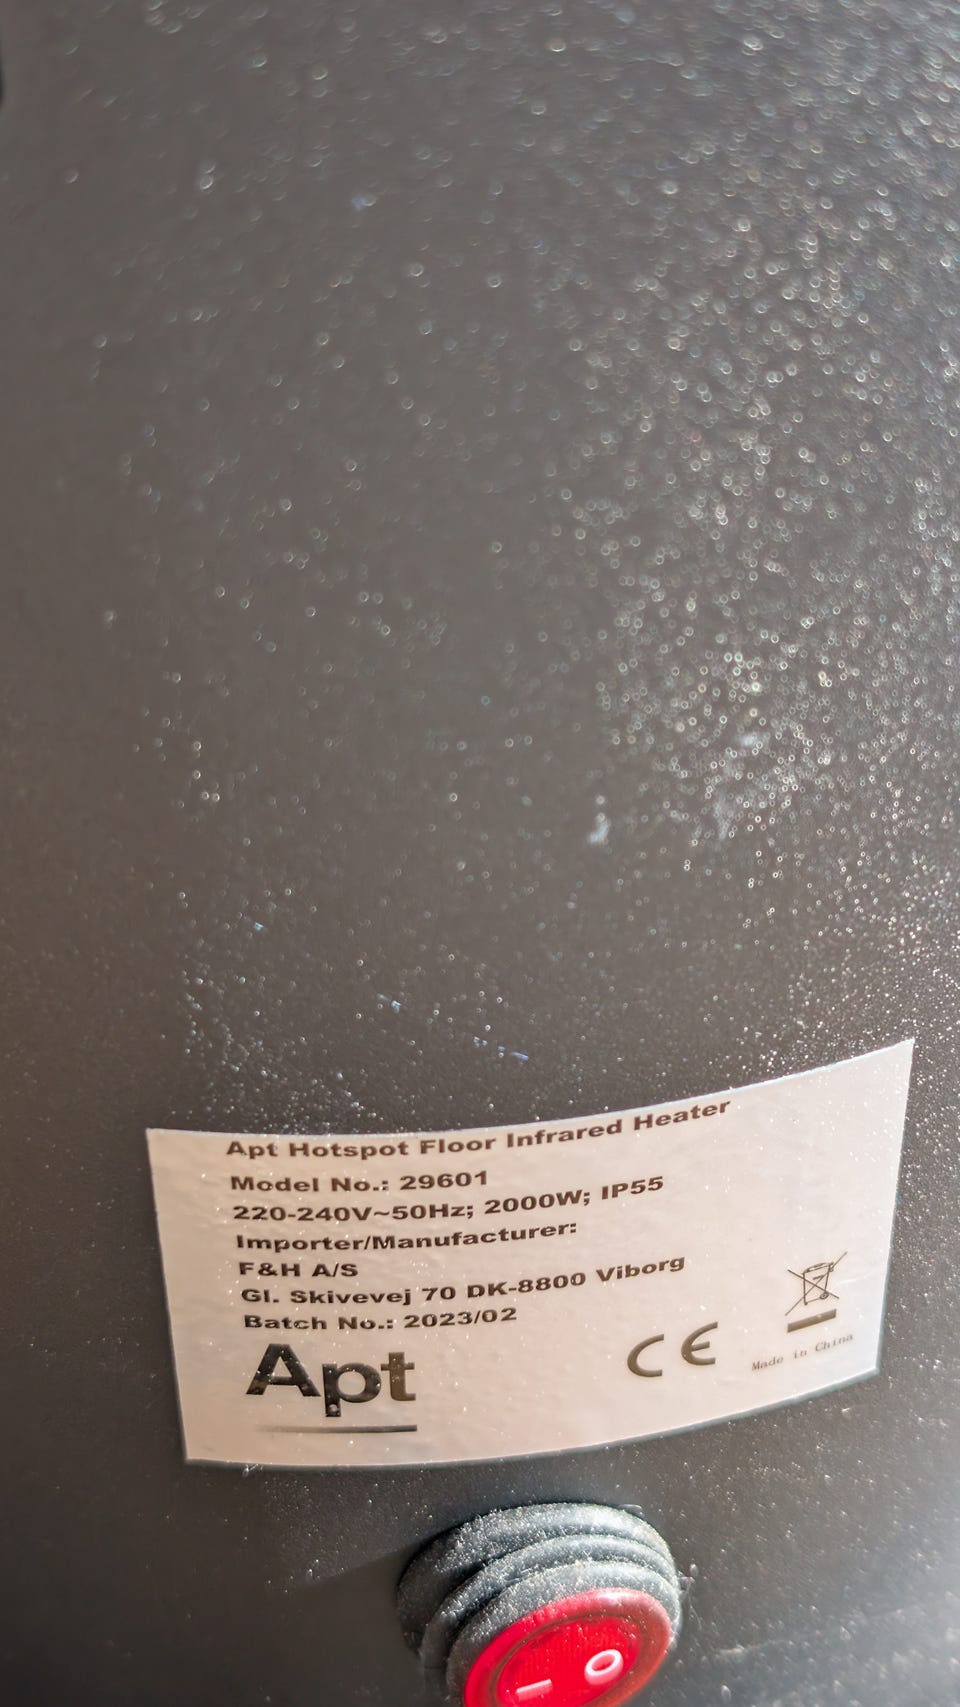 Apt Hotspot Floor Infrared Heater
Model No.: 29601
220-240V~50Hz; 2000W; IP55
Importer/Manufacturer:
F&H A/S
Gl. Skivevej 70 DK-8800 Viborg
Batch No.: 2023/02
Apt
CE
Made in China